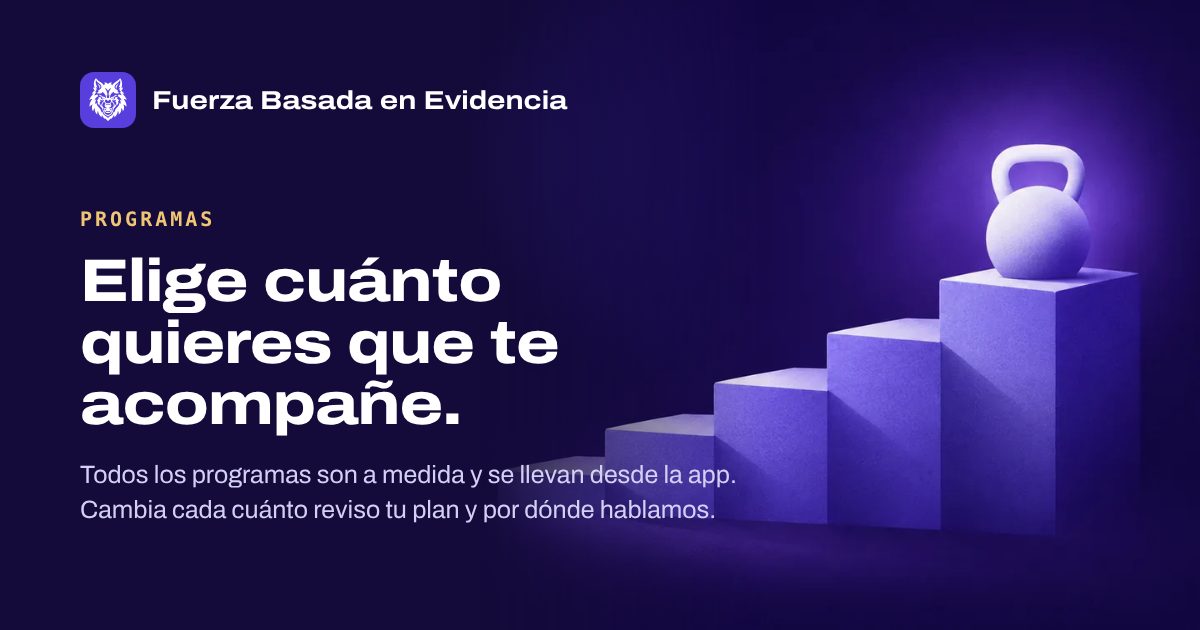 Fuerza Basada en Evidencia
PROGRAMAS
Elige cuánto
quieres que te
acompañe.
Todos los programas son a medida y se llevan desde la app.
Cambia cada cuánto reviso tu plan y por dónde hablamos.